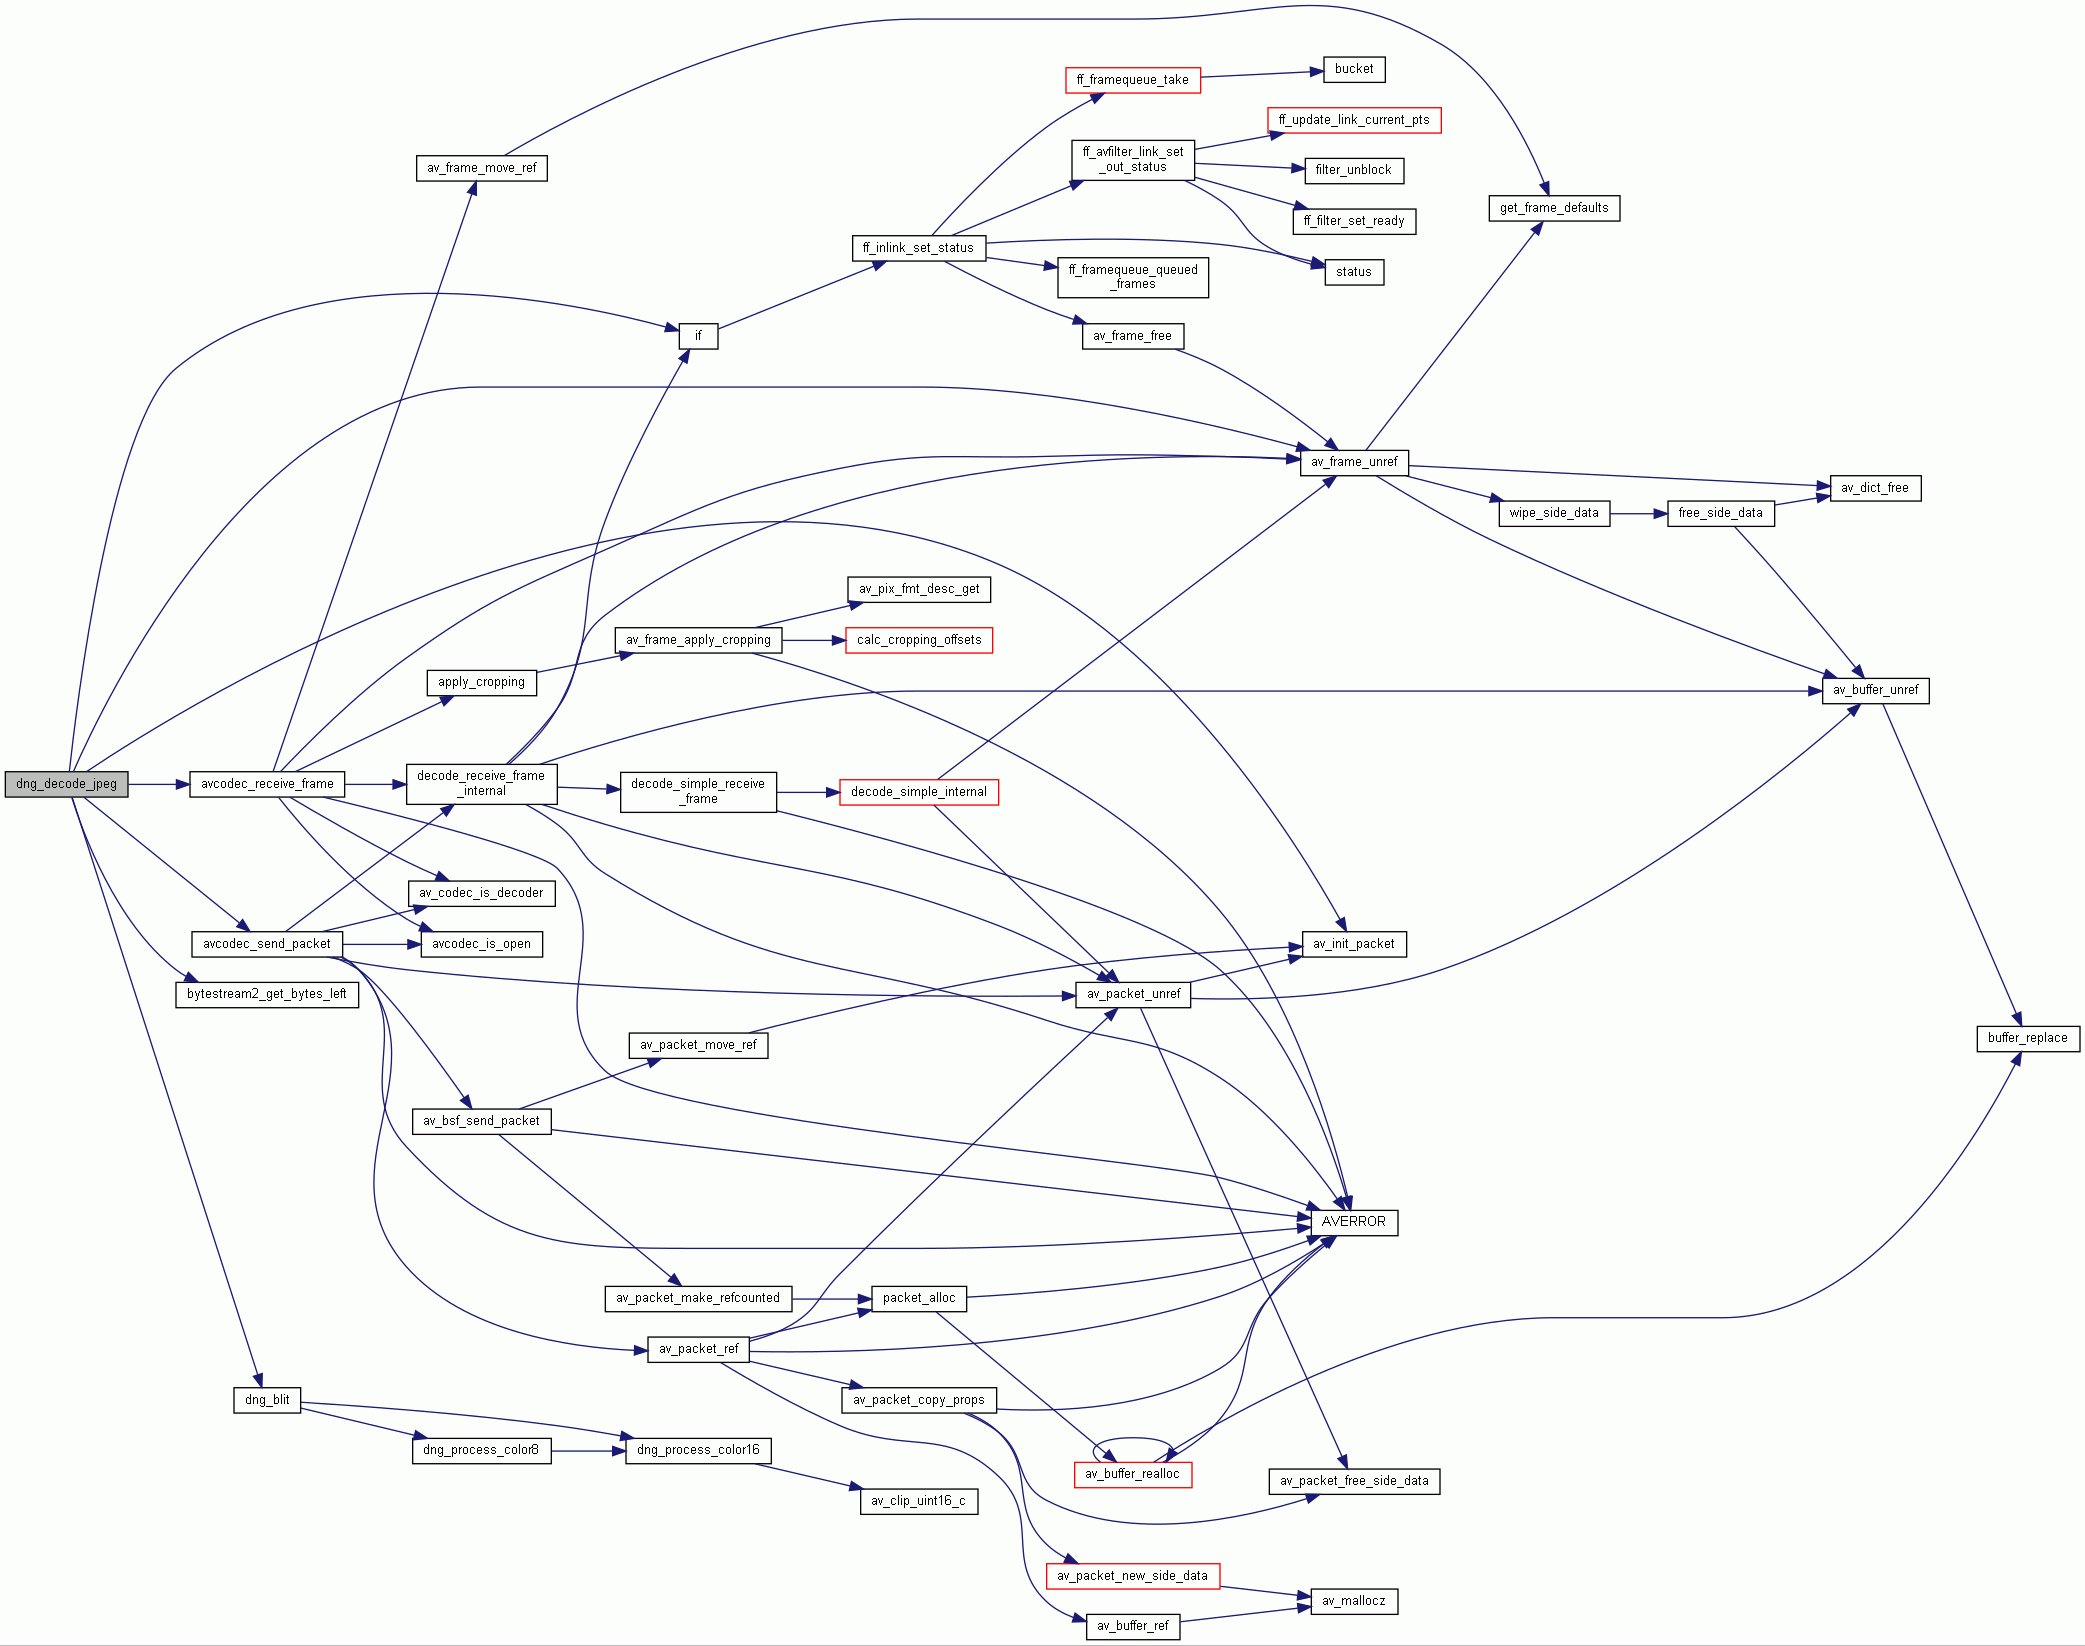 bucket
ff_framequeue_take
ff_update_link_current_pts
ff_avfilter_link_set
_out_status
av_frame_move_ref
filter_unblock
get_frame_defaults
ff_filter_set_ready
ff_inlink_set_status
ff_framequeue_queued
_frames
status
if
av_frame_free
av_frame_unref
av_dict_free
wipe_side_data
free_side_data
av_pix_fmt_desc_get
av_frame_apply_cropping
calc_cropping_offsets
apply_cropping
av_buffer_unref
dng_decode_jpeg
avcodec_receive_frame
decode_receive_frame
_internal
decode_simple_receive
_frame
decode_simple_internal
av_codec_is_decoder
avcodec_send_packet
avcodec_is_open
av_init_packet
bytestream2_get_bytes_left
av_packet_unref
av_packet_move_ref
buffer_replace
av_bsf_send_packet
AVERROR
av_packet_make_refcounted
packet_alloc
av_packet_ref
dng_blit
av_packet_copy_props
dng_process_color8
dng_process_color16
av_buffer_realloc
av_packet_free_side_data
av_clip_uint16_c
av_packet_new_side_data
av_mallocz
av_buffer_ref